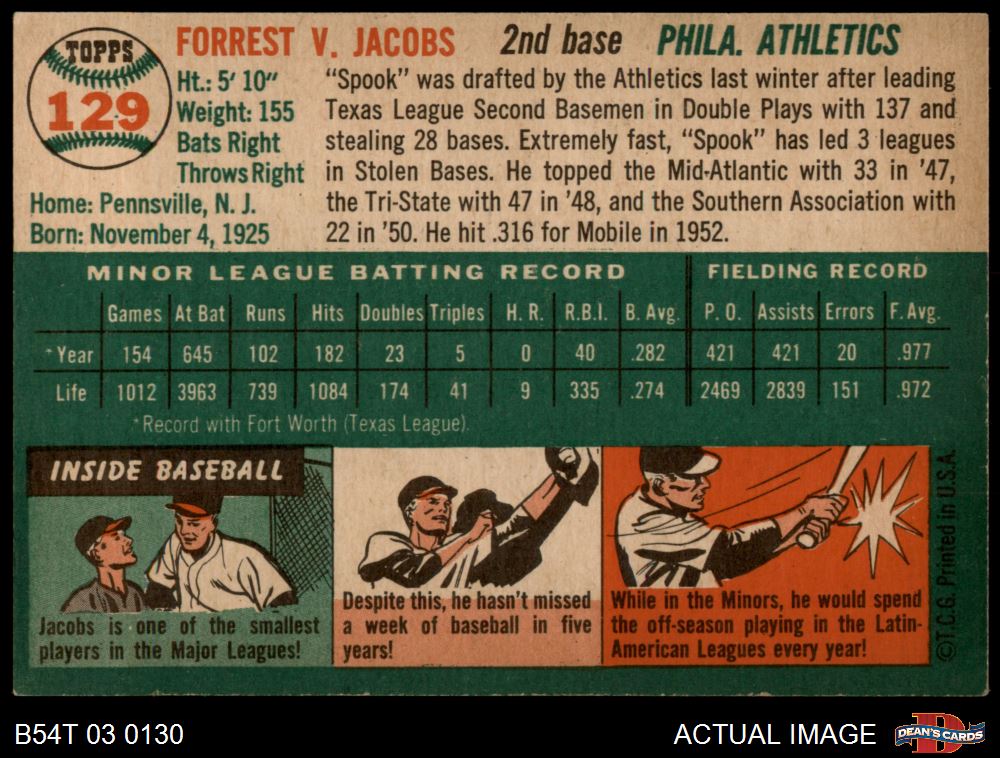 TOPPS
129
FORREST V. JACOBS 2nd base PHILA. ATHLETICS
Ht.: 5' 10"
Weight: 155
Bats Right
Throws Right
Home: Pennsville, N. J.
Born: November 4, 1925
"Spook" was drafted by the Athletics last winter after leading
Texas League Second Basemen in Double Plays with 137 and
stealing 28 bases. Extremely fast, "Spook" has led 3 leagues
in Stolen Bases. He topped the Mid-Atlantic with 33 in '47,
the Tri-State with 47 in '48, and the Southern Association with
22 in '50. He hit .316 for Mobile in 1952.
MINOR LEAGUE BATTING RECORD FIELDING RECORD
Games At Bat Runs Hits Doubles Triples H. R. R.B.I. B. Avg. P. O. Assists Errors F. Avg.
*Year 154 645 102 182 23 5 0 40 .282 421 421 20 .977
Life 1012 3963 739 1084 174 41 9 335 .274 2469 2839 151 .972
*Record with Fort Worth (Texas League).
INSIDE BASEBALL
Jacobs is one of the smallest
players in the Major Leagues!
Despite this, he hasn't missed
a week of baseball in five
years!
While in the Minors, he would spend
the off-season playing in the Latin-
American Leagues every year!
©T.C.G. Printed in U.S.A.
B54T 03 0130 ACTUAL IMAGE
DEAN'S CARDS